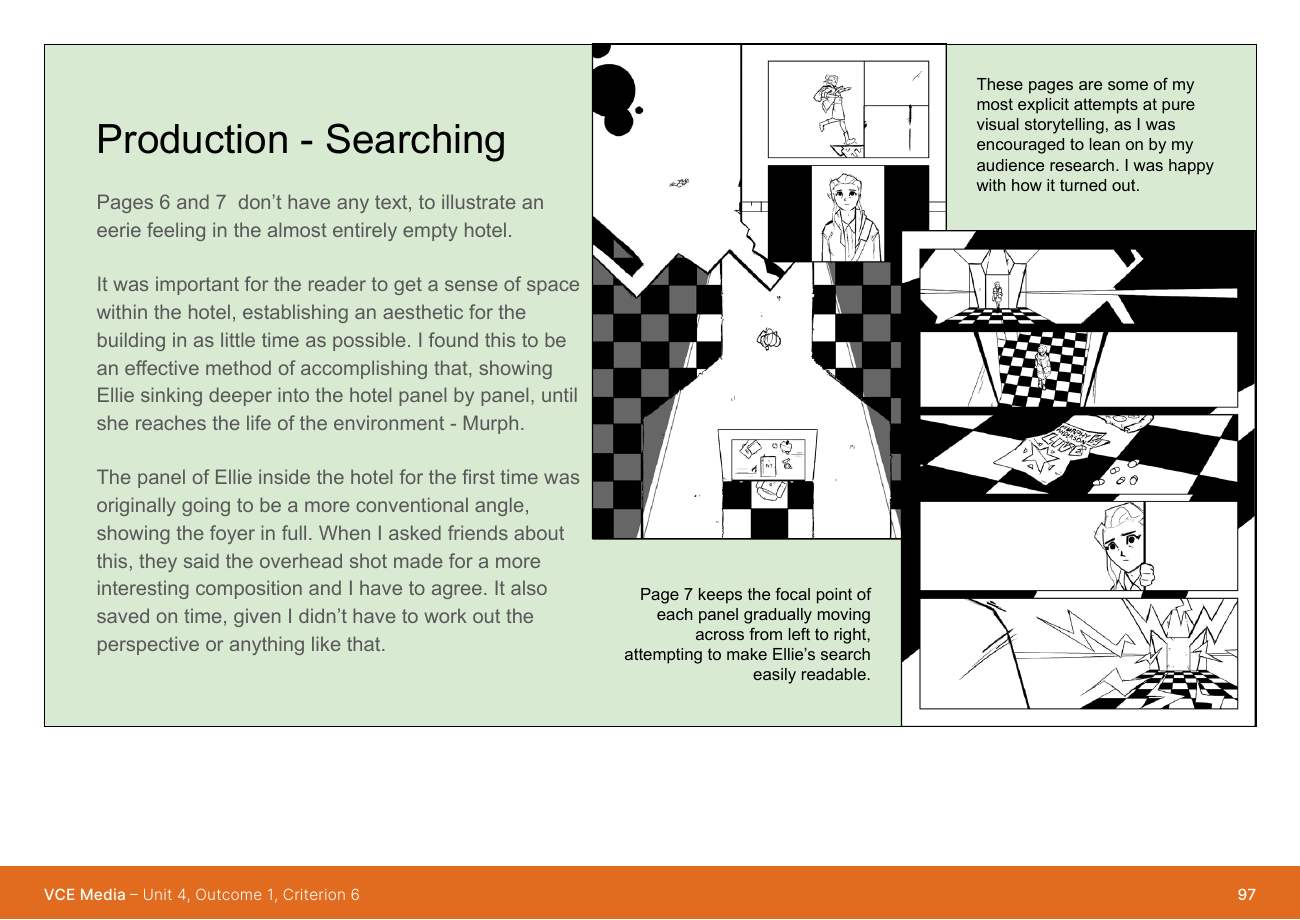 Production - Searching
Pages 6 and 7  don’t have any text, to illustrate an
eerie feeling in the almost entirely empty hotel.
It was important for the reader to get a sense of space
within the hotel, establishing an aesthetic for the
building in as little time as possible. I found this to be
an effective method of accomplishing that, showing
Ellie sinking deeper into the hotel panel by panel, until
she reaches the life of the environment - Murph.
The panel of Ellie inside the hotel for the first time was
originally going to be a more conventional angle,
showing the foyer in full. When I asked friends about
this, they said the overhead shot made for a more
interesting composition and I have to agree. It also
saved on time, given I didn’t have to work out the
perspective or anything like that.
These pages are some of my
most explicit attempts at pure
visual storytelling, as I was
encouraged to lean on by my
audience research. I was happy
with how it turned out.
Page 7 keeps the focal point of
each panel gradually moving
across from left to right,
attempting to make Ellie’s search
easily readable.
VCE Media – Unit 4, Outcome 1, Criterion 6
97